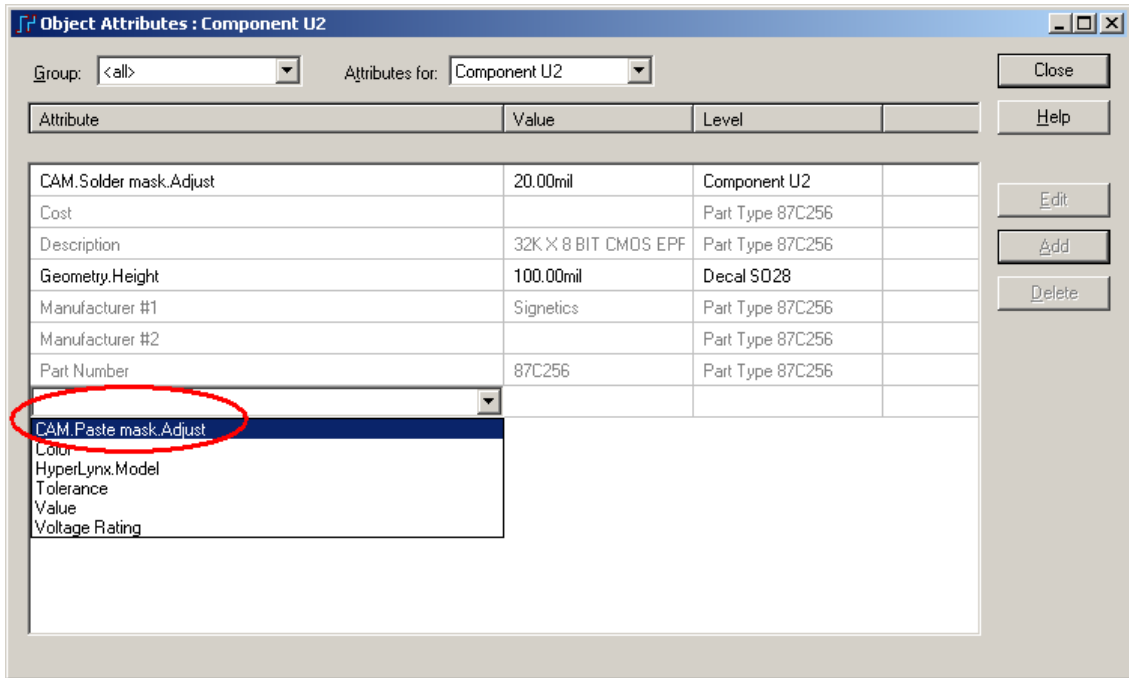 Object Attributes : Component U2
Group: <all> Attributes for: Component U2 Close
Attribute Value Level Help
CAM.Solder mask.Adjust 20.00mil Component U2
Edit
Cost Part Type 87C256
Description 32K X 8 BIT CMOS EPF Part Type 87C256
Add
Geometry.Height 100.00mil Decal SO28
Delete
Manufacturer #1 Signetics Part Type 87C256
Manufacturer #2 Part Type 87C256
Part Number 87C256 Part Type 87C256
CAM.Paste mask.Adjust
Color
HyperLynx.Model
Tolerance
Value
Voltage Rating